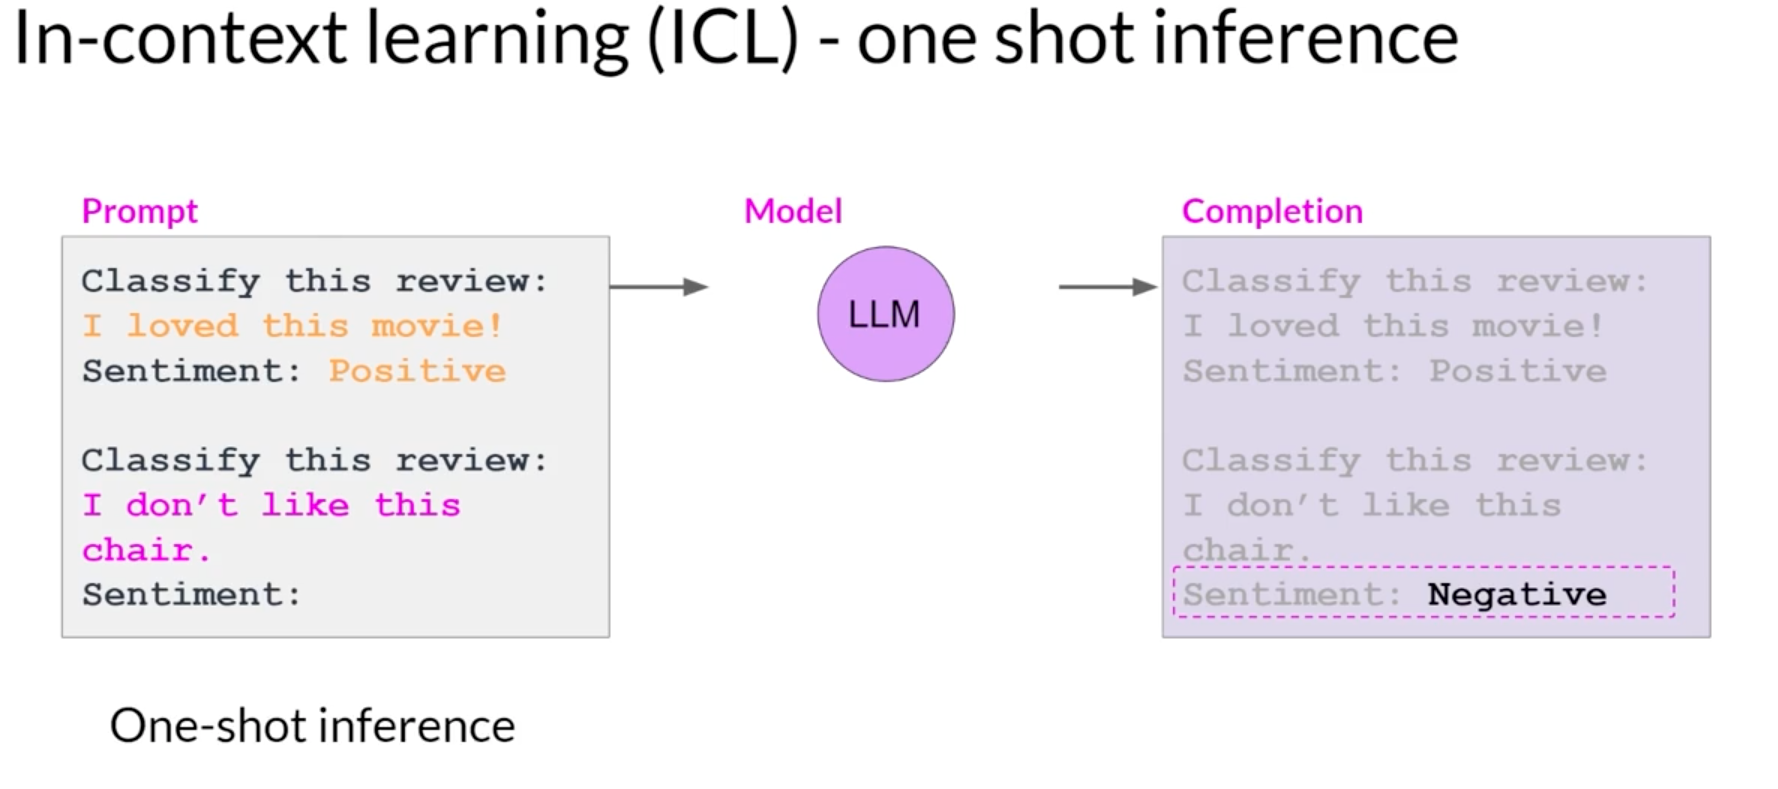 In-context learning (ICL) - one shot inference
Prompt
Classify this review:
I loved this movie!
Sentiment: Positive
Classify this review:
I don’t like this
chair.
Sentiment:
One-shot inference
Model
LLM
Completion
Classify this review:
I loved this movie!
Sentiment: Positive
Classify this review:
I don’t like this
chair.
Sentiment: Negative